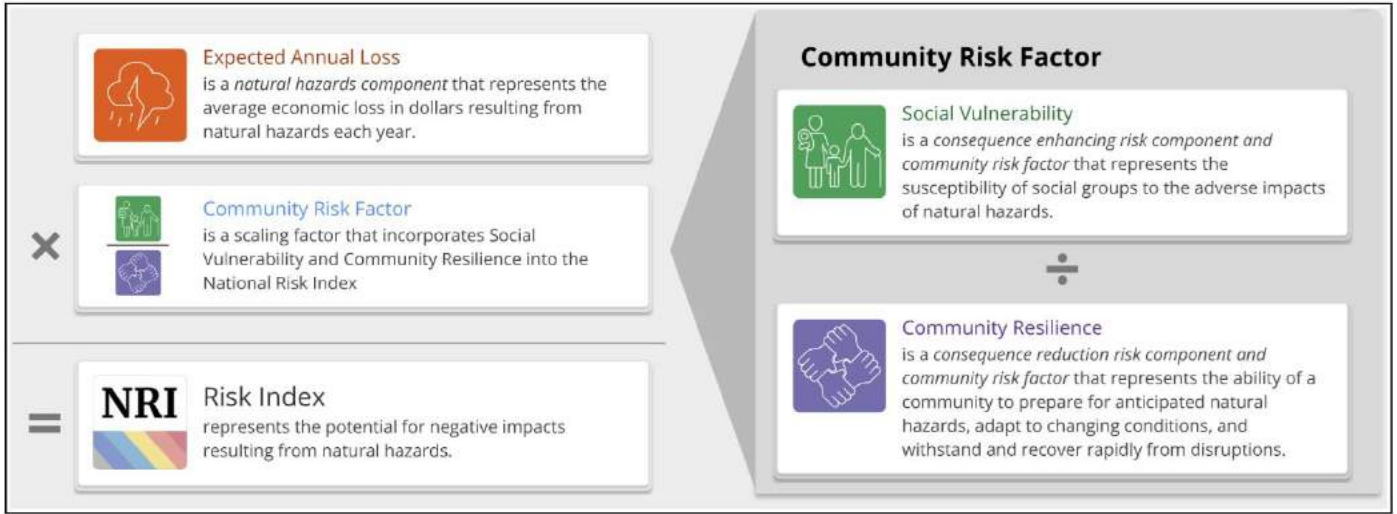 Expected Annual Loss
is a natural hazards component that represents the
average economic loss in dollars resulting from
natural hazards each year.
×
Community Risk Factor
is a scaling factor that incorporates Social
Vulnerability and Community Resilience into the
National Risk Index
=
NRI
Risk Index
represents the potential for negative impacts
resulting from natural hazards.
Community Risk Factor
Social Vulnerability
is a consequence enhancing risk component and
community risk factor that represents the
susceptibility of social groups to the adverse impacts
of natural hazards.
÷
Community Resilience
is a consequence reduction risk component and
community risk factor that represents the ability of a
community to prepare for anticipated natural
hazards, adapt to changing conditions, and
withstand and recover rapidly from disruptions.